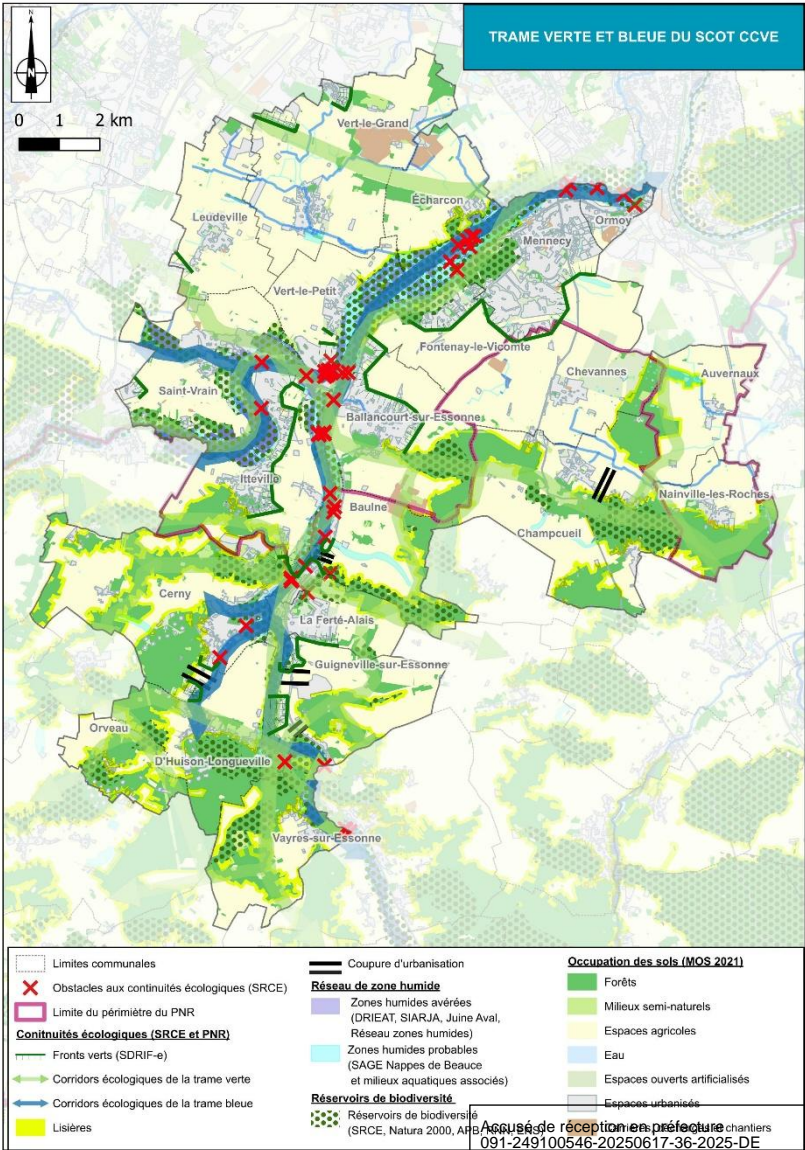 TRAME VERTE ET BLEUE DU SCOT CCVE
N
0 1 2 km
Vert-le-Grand
Écharcon
Leudeville
Ormoy
Mennecy
Vert-le-Petit
Fontenay-le-Vicomte
Chevannes
Auvernaux
Saint-Vrain
Ballancourt-sur-Essonne
Itteville
Nainville-les-Roches
Baulne
Champcueil
Cerny
La Ferté-Alais
Guigneville-sur-Essonne
Orveau
D'Huison-Longueville
Vayres-sur-Essonne
Limites communales
Obstacles aux continuités écologiques (SRCE)
Limite du périmètre du PNR
Conitnuités écologiques (SRCE et PNR)
Fronts verts (SDRIF-e)
Corridors écologiques de la trame verte
Corridors écologiques de la trame bleue
Lisières
Coupure d'urbanisation
Réseau de zone humide
Zones humides avérées
(DRIEAT, SIARJA, Juine Aval,
Réseau zones humides)
Zones humides probables
(SAGE Nappes de Beauce
et milieux aquatiques associés)
Réservoirs de biodiversité
Réservoirs de biodiversité
(SRCE, Natura 2000, APB, RNN, ENS)
Occupation des sols (MOS 2021)
Forêts
Milieux semi-naturels
Espaces agricoles
Eau
Espaces ouverts artificialisés
Espaces urbanisés
Carrières, décharges et chantiers
Accusé de réception en préfecture
091-249100546-20250617-36-2025-DE